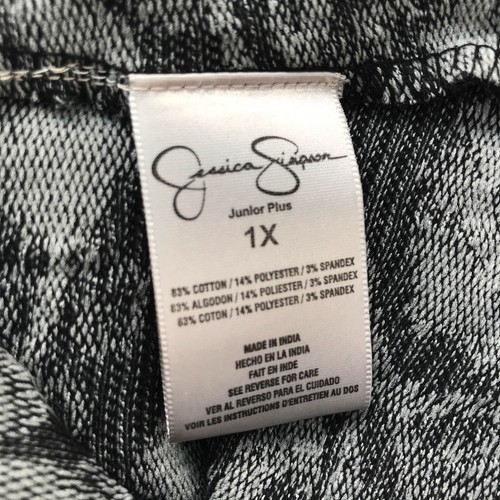 Jessica Simpson
Junior Plus
1X
83% COTTON / 14% POLYESTER / 3% SPANDEX
83% ALGODON / 14% POLIESTER / 3% SPANDEX
83% COTON / 14% POLYESTER / 3% SPANDEX
MADE IN INDIA
HECHO EN LA INDIA
FAIT EN INDE
SEE REVERSE FOR CARE
VER AL REVERSO PARA EL CUIDADO
VOIR LES INSTRUCTIONS D'ENTRETIEN AU DOS